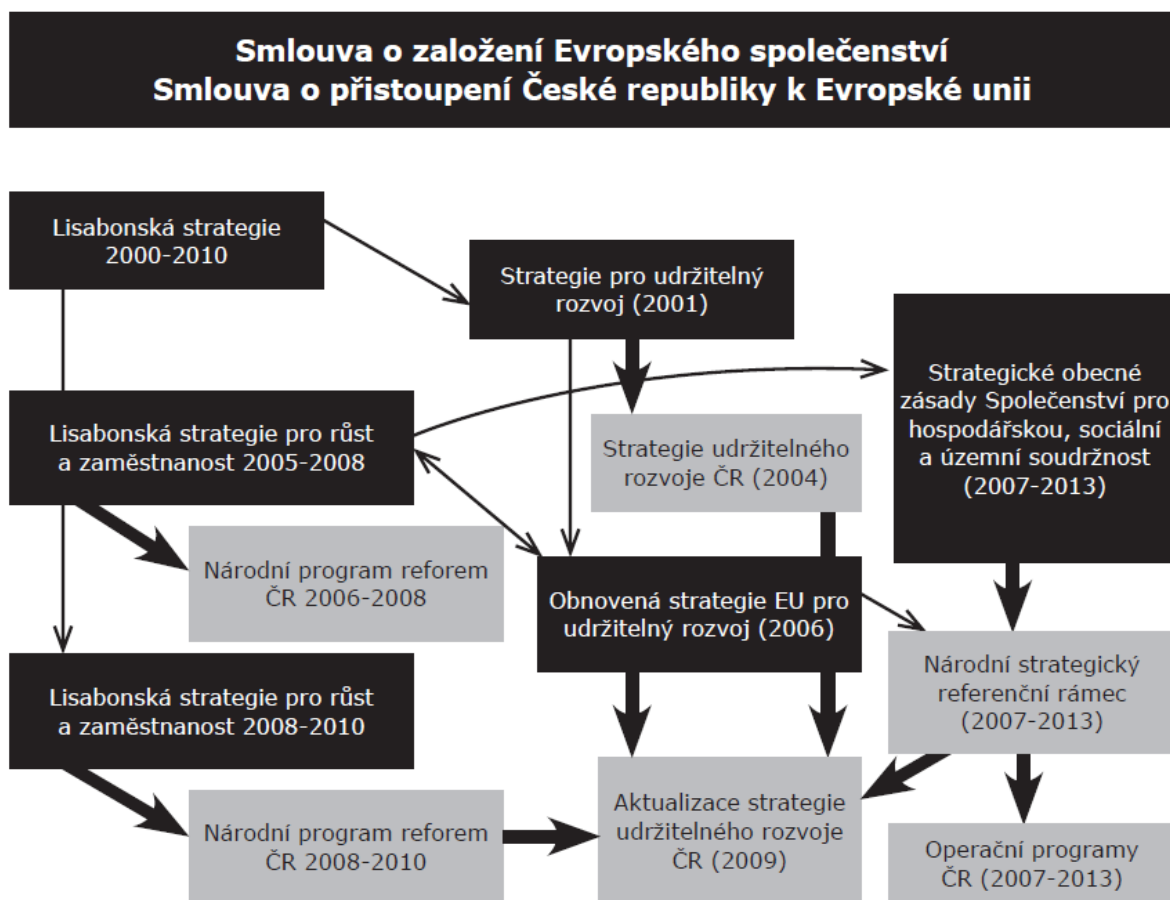 Smlouva o založení Evropského společenství
Smlouva o přistoupení České republiky k Evropské unii
Lisabonská strategie
2000-2010
Strategie pro udržitelný
rozvoj (2001)
Strategické obecné
zásady Společenství pro
hospodářskou, sociální
a územní soudržnost
(2007-2013)
Lisabonská strategie pro růst
a zaměstnanost 2005-2008
Strategie udržitelného
rozvoje ČR (2004)
Národní program reforem
ČR 2006-2008
Obnovená strategie EU pro
udržitelný rozvoj (2006)
Národní strategický
referenční rámec
(2007-2013)
Lisabonská strategie pro růst
a zaměstnanost 2008-2010
Národní program reforem
ČR 2008-2010
Aktualizace strategie
udržitelného rozvoje
ČR (2009)
Operační programy
ČR (2007-2013)